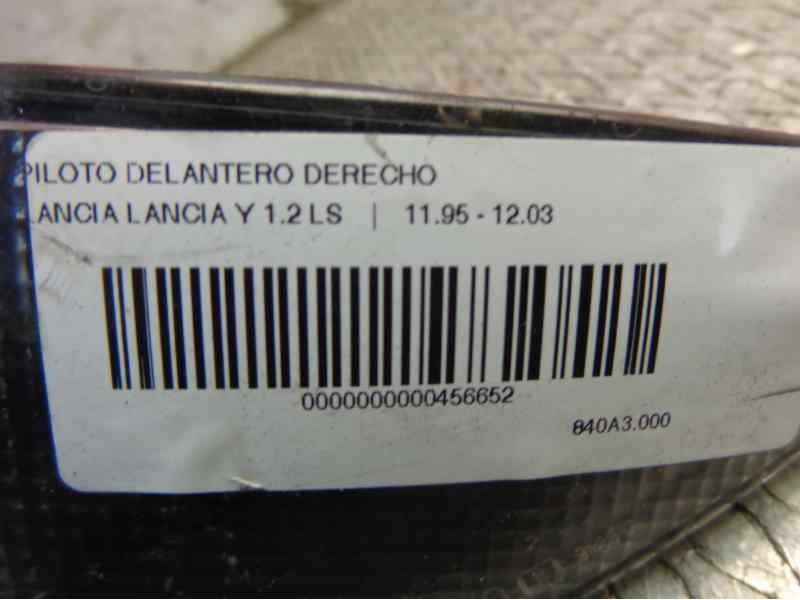 PILOTO DELANTERO DERECHO
LANCIA LANCIA Y 1.2 LS | 11.95 - 12.03
0000000000456652
840A3.000